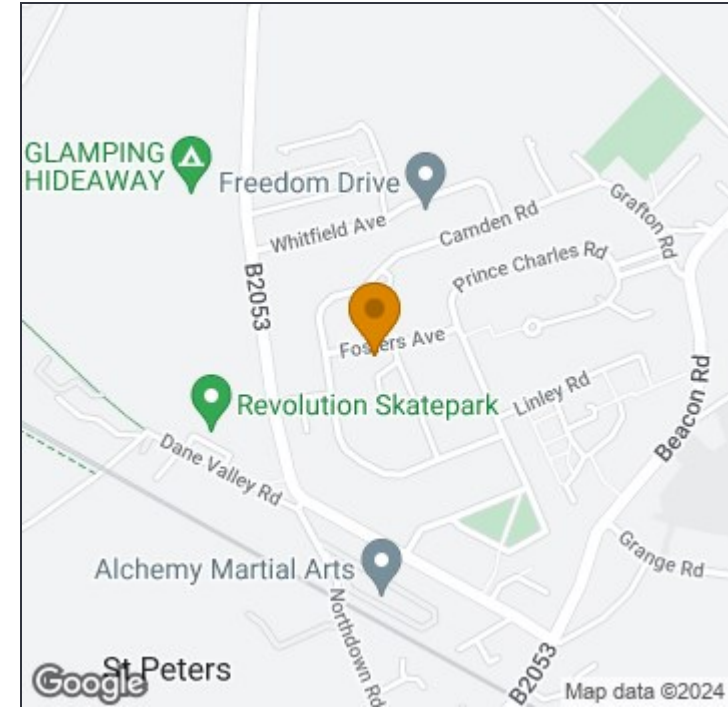 GLAMPING
HIDEAWAY
Freedom Drive
Grafton Rd
Camden Rd
Whitfield Ave
Prince Charles Rd
B2053
Fosters Ave
Linley Rd
Revolution Skatepark
Beacon Rd
Dane Valley Rd
Grange Rd
Alchemy Martial Arts
Northdown Rd
St Peters
B2053
Google
Map data ©2024